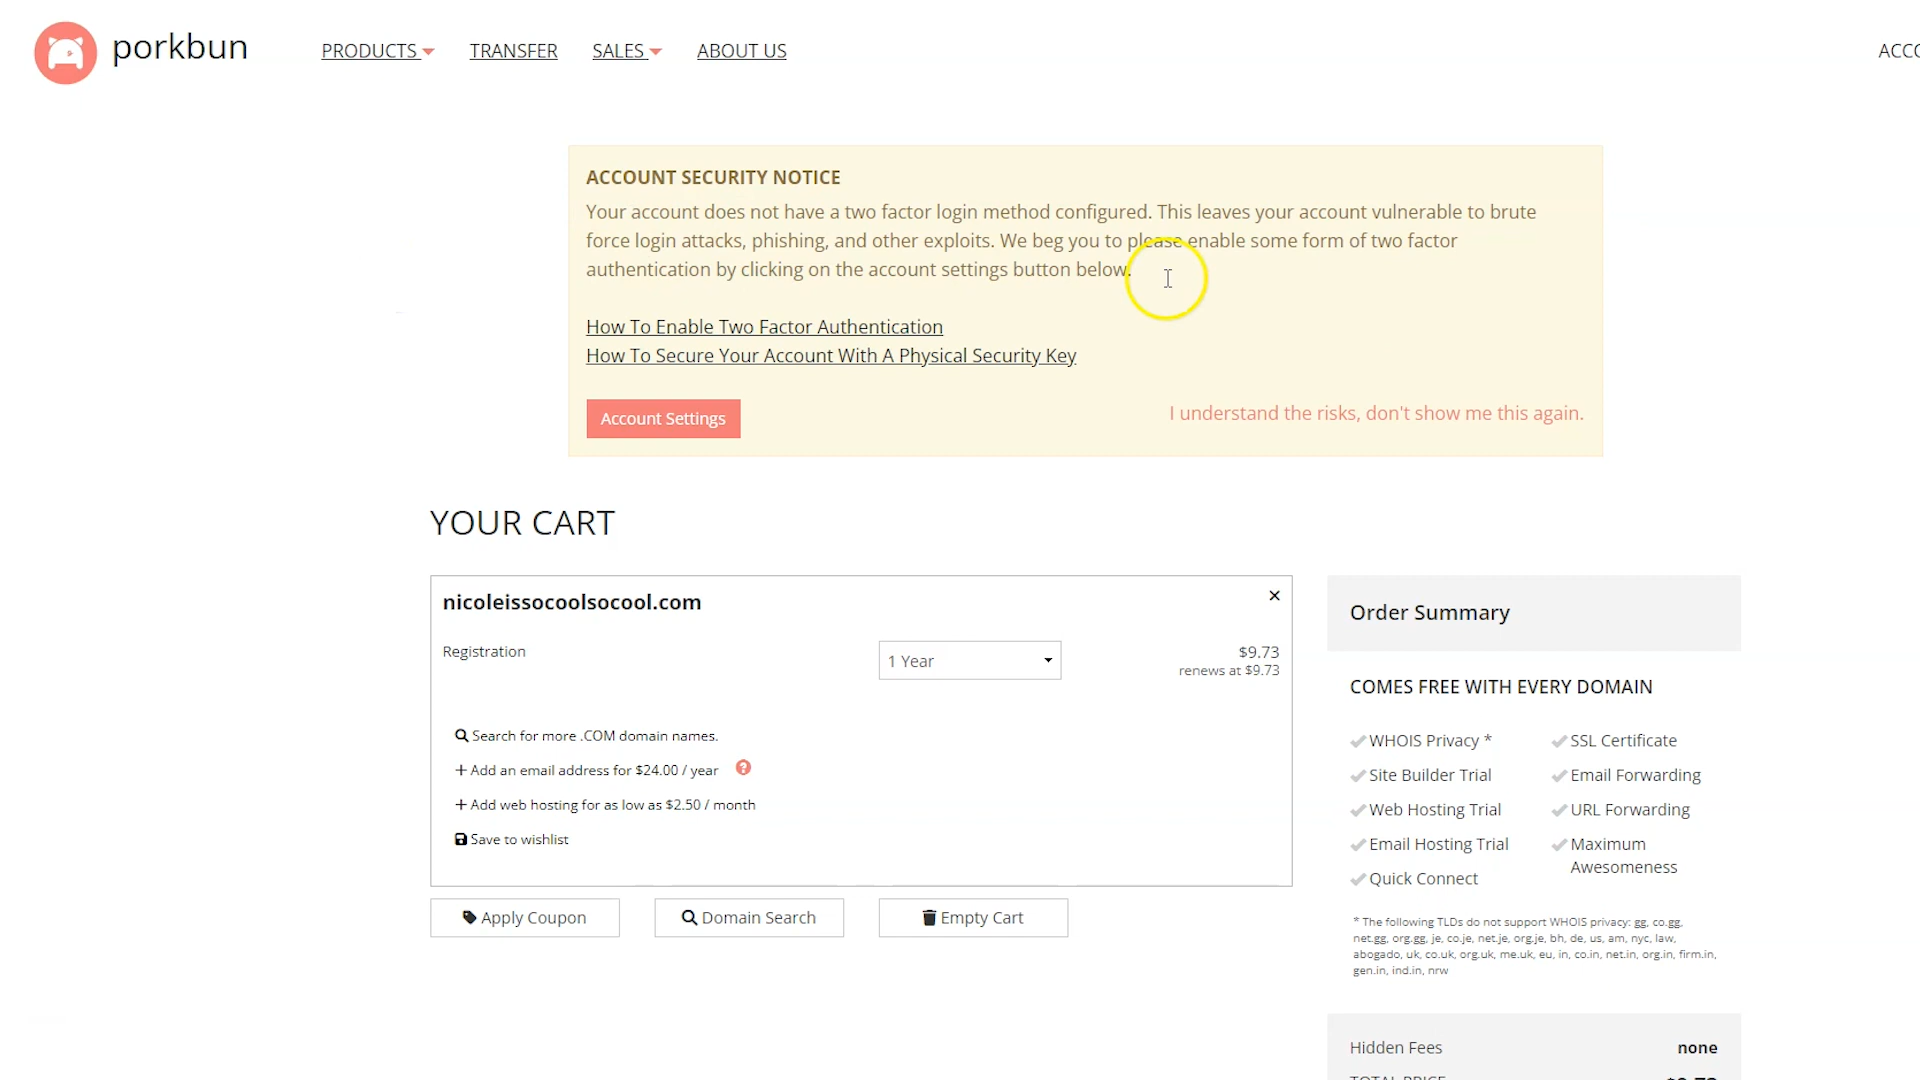 porkbun
PRODUCTS
TRANSFER
SALES
ABOUT US
ACCO
ACCOUNT SECURITY NOTICE
Your account does not have a two factor login method configured. This leaves your account vulnerable to brute
force login attacks, phishing, and other exploits. We beg you to please enable some form of two factor
authentication by clicking on the account settings button below.
How To Enable Two Factor Authentication
How To Secure Your Account With A Physical Security Key
Account Settings
I understand the risks, don't show me this again.
YOUR CART
nicoleissocoolsocool.com
×
Registration
1 Year
$9.73
renews at $9.73
Search for more .COM domain names.
+ Add an email address for $24.00 / year ?
+ Add web hosting for as low as $2.50 / month
Save to wishlist
Apply Coupon
Domain Search
Empty Cart
Order Summary
COMES FREE WITH EVERY DOMAIN
WHOIS Privacy *
Site Builder Trial
Web Hosting Trial
Email Hosting Trial
Quick Connect
SSL Certificate
Email Forwarding
URL Forwarding
Maximum
Awesomeness
* The following TLDs do not support WHOIS privacy: gg, co.gg,
net.gg, org.gg, je, co.je, net.je, org.je, bh, de, us, am, nyc, law,
abogado, uk, co.uk, org.uk, me.uk, eu, in, co.in, net.in, org.in, firm.in,
gen.in, ind.in, nrw
Hidden Fees
none
TOTAL PRICE
$9.73